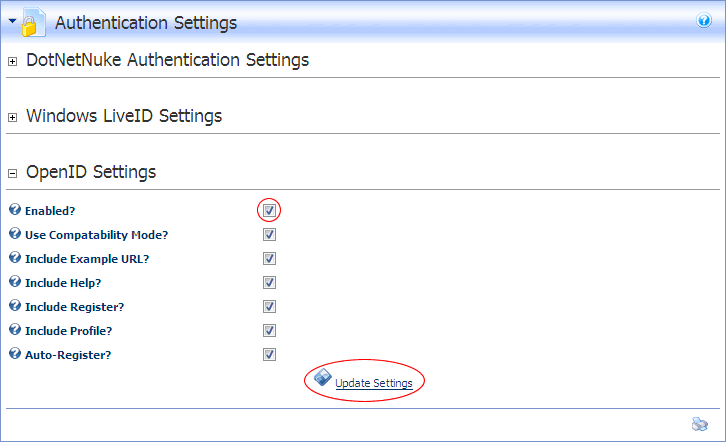 Authentication Settings
DotNetNuke Authentication Settings
Windows LiveID Settings
OpenID Settings
Enabled?
Use Compatability Mode?
Include Example URL?
Include Help?
Include Register?
Include Profile?
Auto-Register?
Update Settings